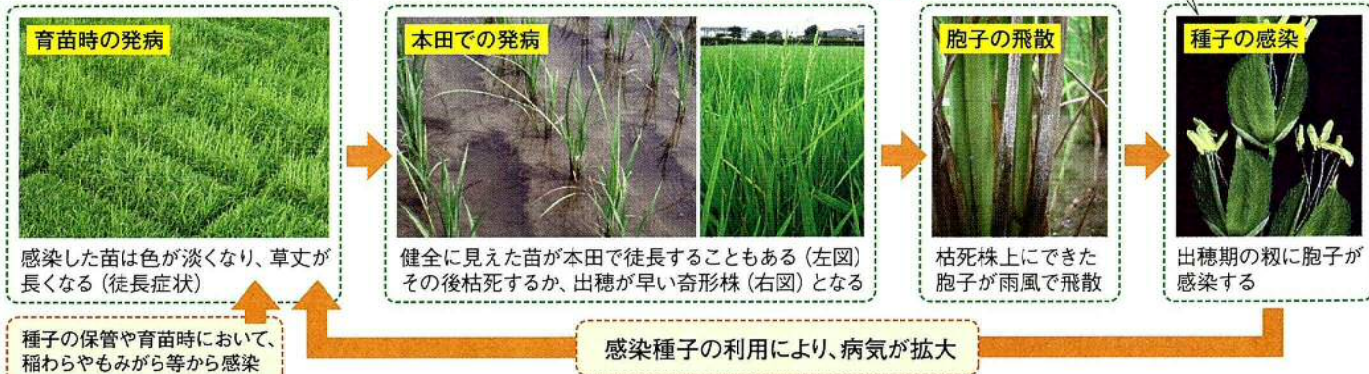 育苗時の発病
感染した苗は色が淡くなり、草丈が
長くなる(徒長症状)
本田での発病
健全に見えた苗が本田で徒長することもある(左図)
その後枯死するか、出穂が早い奇形株(右図)となる
胞子の飛散
枯死株上にできた
胞子が雨風で飛散
種子の感染
出穂期の籾に胞子が
感染する
種子の保管や育苗時において、
稲わらやもみがら等から感染
感染種子の利用により、病気が拡大